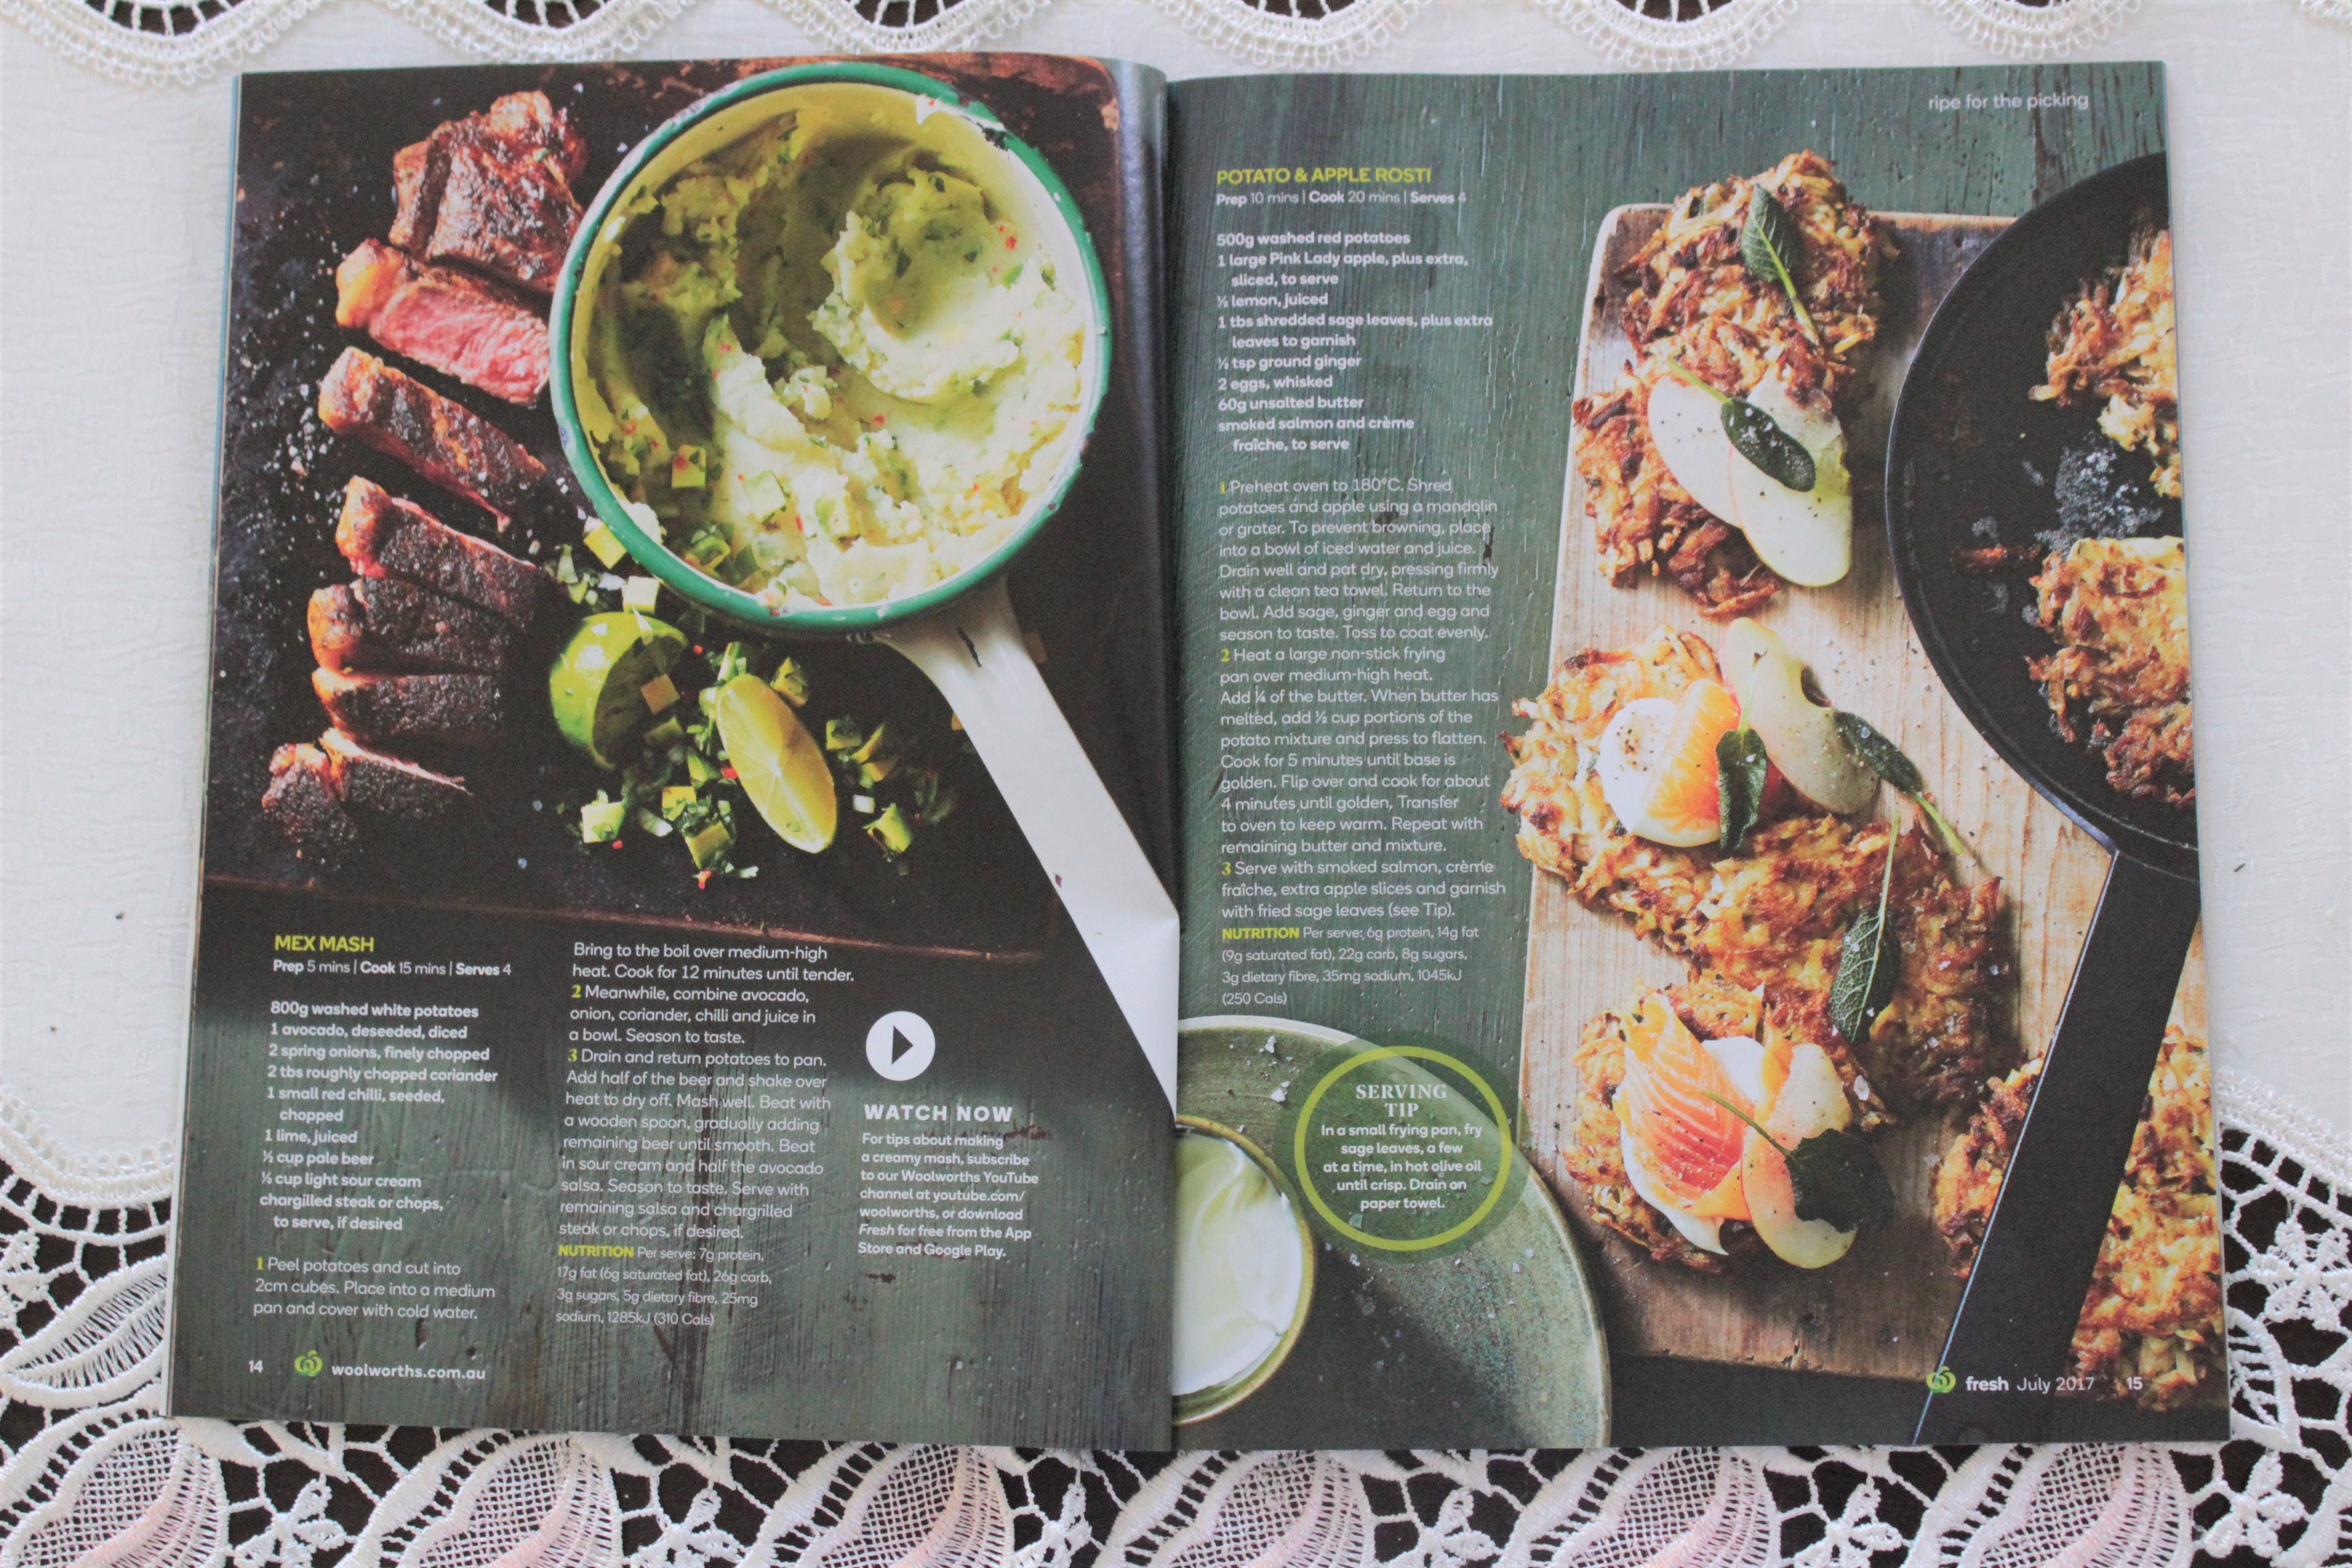 MEX MASH
Prep 5 mins | Cook 15 mins | Serves 4
800g washed white potatoes
1 avocado, deseeded, diced
2 spring onions, finely chopped
2 tbs roughly chopped coriander
1 small red chilli, seeded,
chopped
1 lime, juiced
½ cup pale beer
⅓ cup light sour cream
chargilled steak or chops,
to serve, if desired
1 Peel potatoes and cut into
2cm cubes. Place into a medium
pan and cover with cold water.
Bring to the boil over medium-high
heat. Cook for 12 minutes until tender.
2 Meanwhile, combine avocado,
onion, coriander, chilli and juice in
a bowl. Season to taste.
3 Drain and return potatoes to pan.
Add half of the beer and shake over
heat to dry off. Mash well. Beat with
a wooden spoon, gradually adding
remaining beer until smooth. Beat
in sour cream and half the avocado
salsa. Season to taste. Serve with
remaining salsa and chargrilled
steak or chops, if desired.
NUTRITION Per serve: 7g protein,
17g fat (6g saturated fat), 26g carb,
3g sugars, 5g dietary fibre, 25mg
sodium, 1285kJ (310 Cals)
WATCH NOW
For tips about making
a creamy mash, subscribe
to our Woolworths YouTube
channel at youtube.com/
woolworths, or download
Fresh for free from the App
Store and Google Play.
14 woolworths.com.au
ripe for the picking
POTATO & APPLE ROSTI
Prep 10 mins | Cook 20 mins | Serves 4
500g washed red potatoes
1 large Pink Lady apple, plus extra,
sliced, to serve
½ lemon, juiced
1 tbs shredded sage leaves, plus extra
leaves to garnish
½ tsp ground ginger
2 eggs, whisked
60g unsalted butter
smoked salmon and crème
fraîche, to serve
1 Preheat oven to 180°C. Shred
potatoes and apple using a mandolin
or grater. To prevent browning, place
into a bowl of iced water and juice.
Drain well and pat dry, pressing firmly
with a clean tea towel. Return to the
bowl. Add sage, ginger and egg and
season to taste. Toss to coat evenly.
2 Heat a large non-stick frying
pan over medium-high heat.
Add ¼ of the butter. When butter has
melted, add ⅓ cup portions of the
potato mixture and press to flatten.
Cook for 5 minutes until base is
golden. Flip over and cook for about
4 minutes until golden, Transfer
to oven to keep warm. Repeat with
remaining butter and mixture.
3 Serve with smoked salmon, crème
fraîche, extra apple slices and garnish
with fried sage leaves (see Tip).
NUTRITION Per serve: 6g protein, 14g fat
(9g saturated fat), 22g carb, 8g sugars,
3g dietary fibre, 35mg sodium, 1045kJ
(250 Cals)
SERVING
TIP
In a small frying pan, fry
sage leaves, a few
at a time, in hot olive oil
until crisp. Drain on
paper towel.
fresh July 2017 15